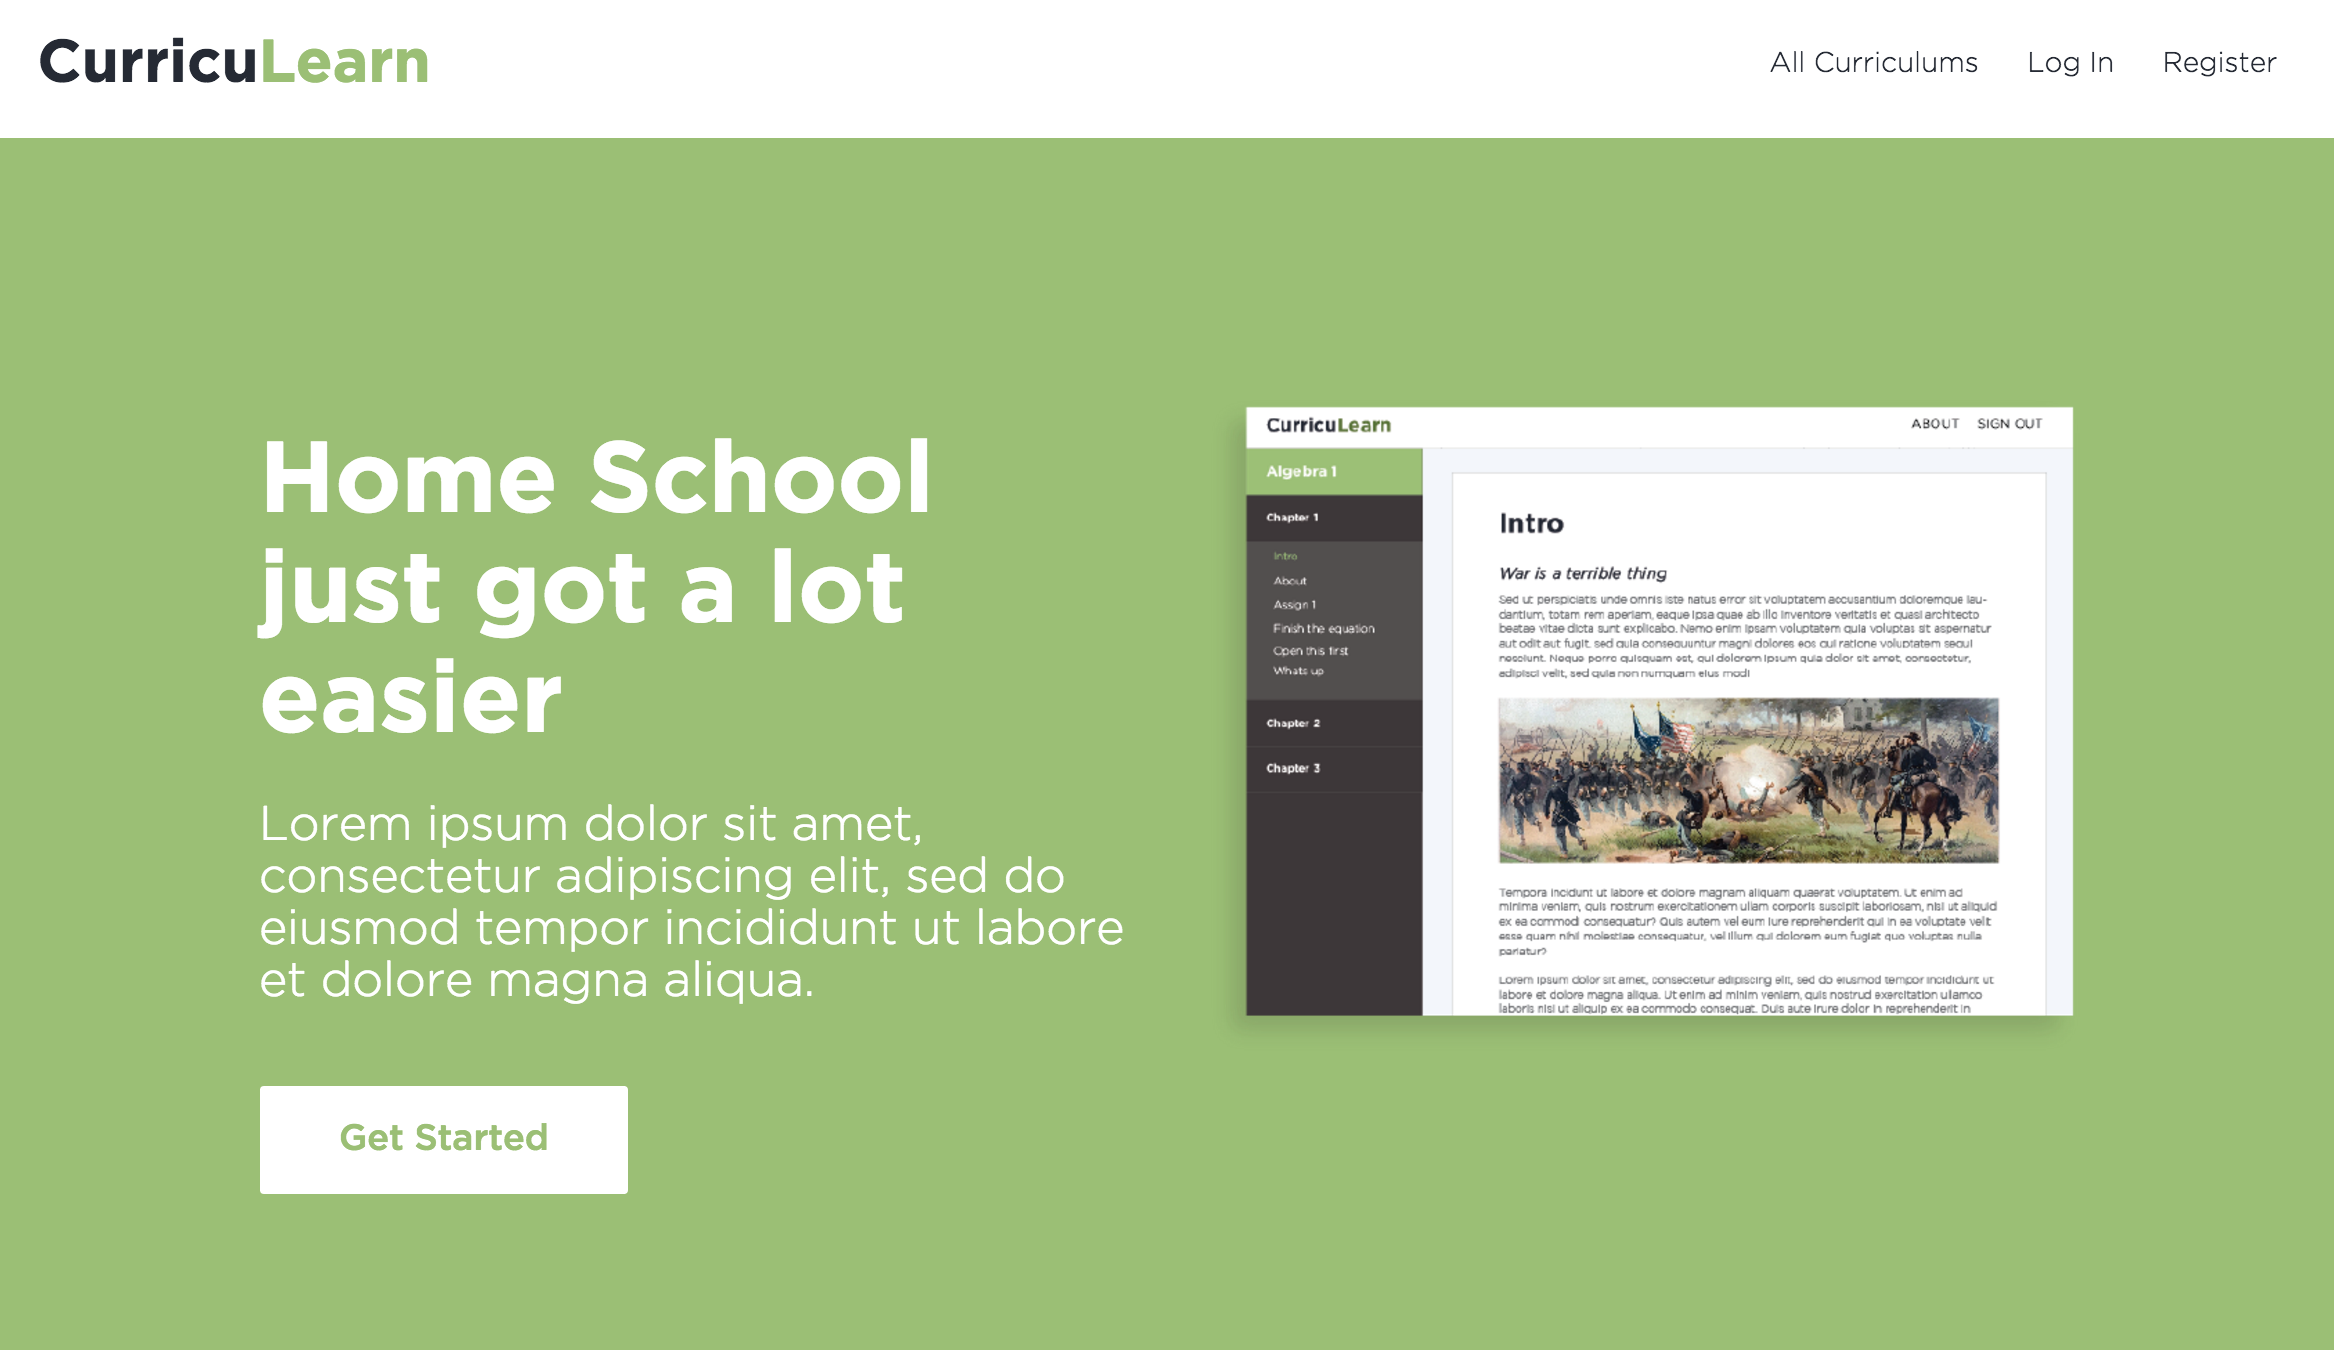 CurricuLearn
All Curriculums Log In Register
Home School
just got a lot
easier
Lorem ipsum dolor sit amet,
consectetur adipiscing elit, sed do
eiusmod tempor incididunt ut labore
et dolore magna aliqua.
Get Started
CurricuLearn
ABOUT SIGN OUT
Algebra 1
Chapter 1
Intro
About
Assign 1
Finish the equation
Open this first
Whats up
Chapter 2
Chapter 3
Intro
War is a terrible thing
Sed ut perspiciatis unde omnis iste natus error sit voluptatem accusantium doloremque lau-
dantium, totam rem aperiam, eaque ipsa quae ab illo inventore veritatis et quasi architecto
beatae vitae dicta sunt explicabo. Nemo enim ipsam voluptatem quia voluptas sit aspernatur
aut odit aut fugit, sed quia consequuntur magni dolores eos qui ratione voluptatem sequi
nesciunt. Neque porro quisquam est, qui dolorem ipsum quia dolor sit amet, consectetur,
adipisci velit, sed quia non numquam eius modi
Tempora incidunt ut labore et dolore magnam aliquam quaerat voluptatem. Ut enim ad
minima veniam, quis nostrum exercitationem ullam corporis suscipit laboriosam, nisi ut aliquid
ex ea commodi consequatur? Quis autem vel eum iure reprehenderit qui in ea voluptate velit
esse quam nihil molestiae consequatur, vel illum qui dolorem eum fugiat quo voluptas nulla
pariatur?
Lorem ipsum dolor sit amet, consectetur adipiscing elit, sed do eiusmod tempor incididunt ut
labore et dolore magna aliqua. Ut enim ad minim veniam, quis nostrud exercitation ullamco
laboris nisi ut aliquip ex ea commodo consequat. Duis aute irure dolor in reprehenderit in